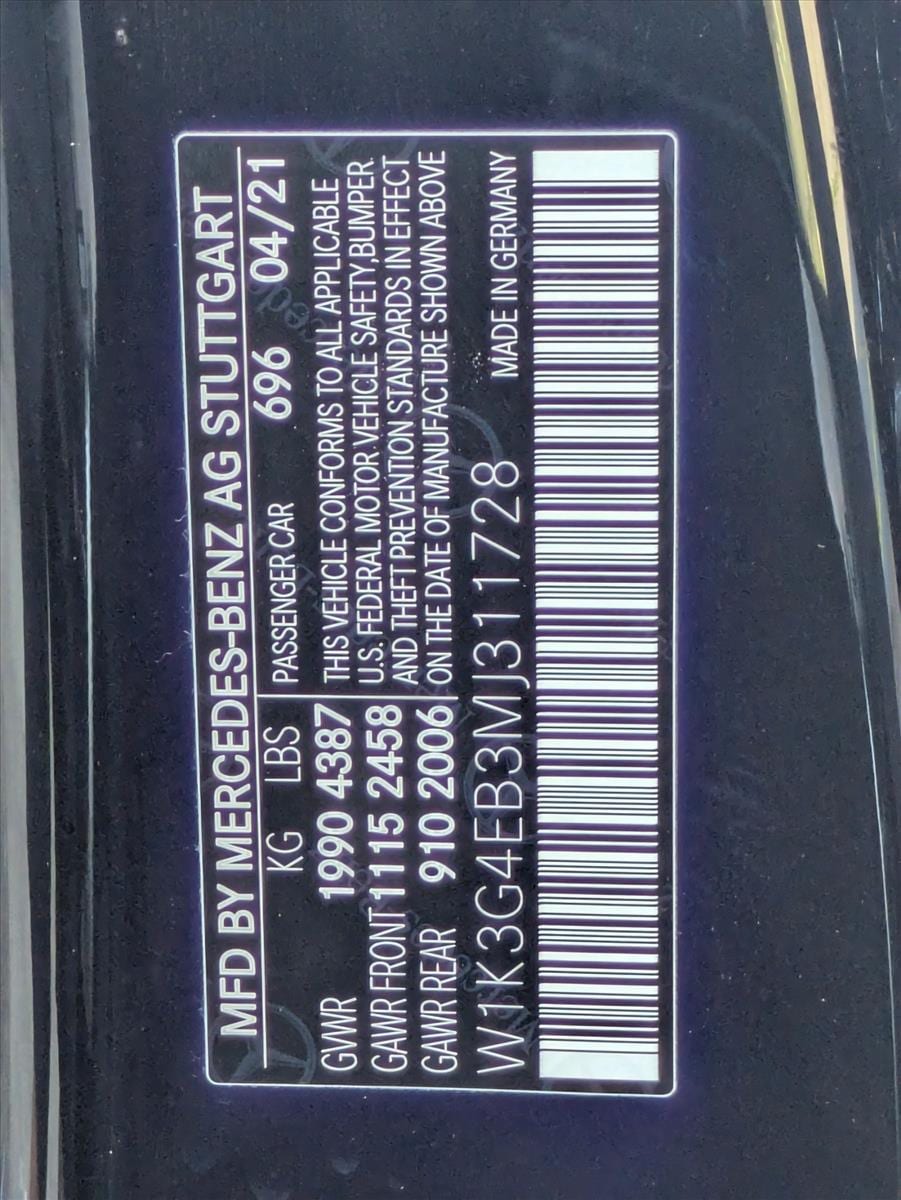 MFD BY MERCEDES-BENZ AG STUTTGART
KG LBS PASSENGER CAR 696 04/21
GVWR 1990 4387
GAWR FRONT 1115 2458
GAWR REAR 910 2006
THIS VEHICLE CONFORMS TO ALL APPLICABLE
U.S. FEDERAL MOTOR VEHICLE SAFETY,BUMPER.
AND THEFT PREVENTION STANDARDS IN EFFECT
ON THE DATE OF MANUFACTURE SHOWN ABOVE
W1K3G4EB3MJ311728 MADE IN GERMANY